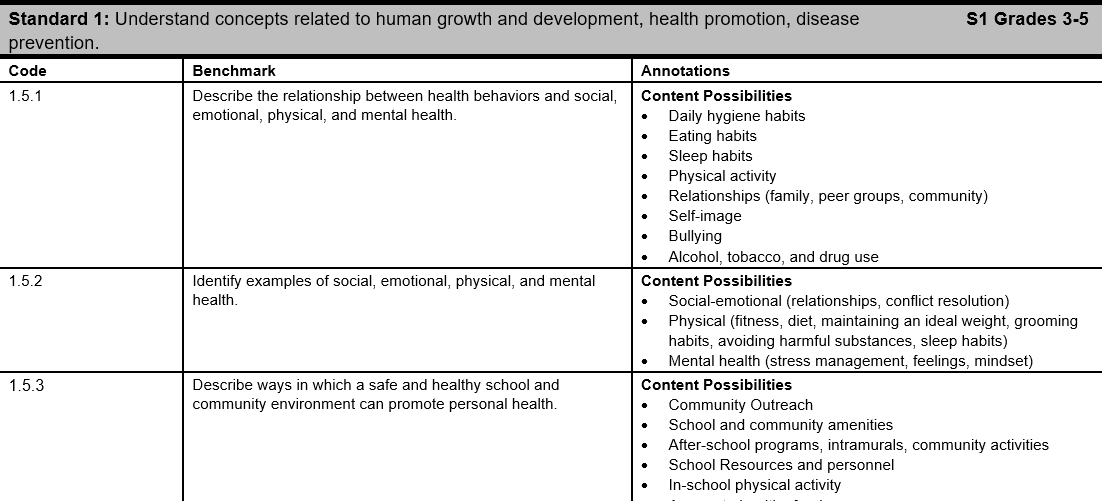 Standard 1: Understand concepts related to human growth and development, health promotion, disease prevention. S1 Grades 3-5
Code Benchmark Annotations
1.5.1 Describe the relationship between health behaviors and social,
emotional, physical, and mental health.
Content Possibilities
• Daily hygiene habits
• Eating habits
• Sleep habits
• Physical activity
• Relationships (family, peer groups, community)
• Self-image
• Bullying
• Alcohol, tobacco, and drug use
1.5.2 Identify examples of social, emotional, physical, and mental
health.
Content Possibilities
• Social-emotional (relationships, conflict resolution)
• Physical (fitness, diet, maintaining an ideal weight, grooming
habits, avoiding harmful substances, sleep habits)
• Mental health (stress management, feelings, mindset)
1.5.3 Describe ways in which a safe and healthy school and
community environment can promote personal health.
Content Possibilities
• Community Outreach
• School and community amenities
• After-school programs, intramurals, community activities
• School Resources and personnel
• In-school physical activity